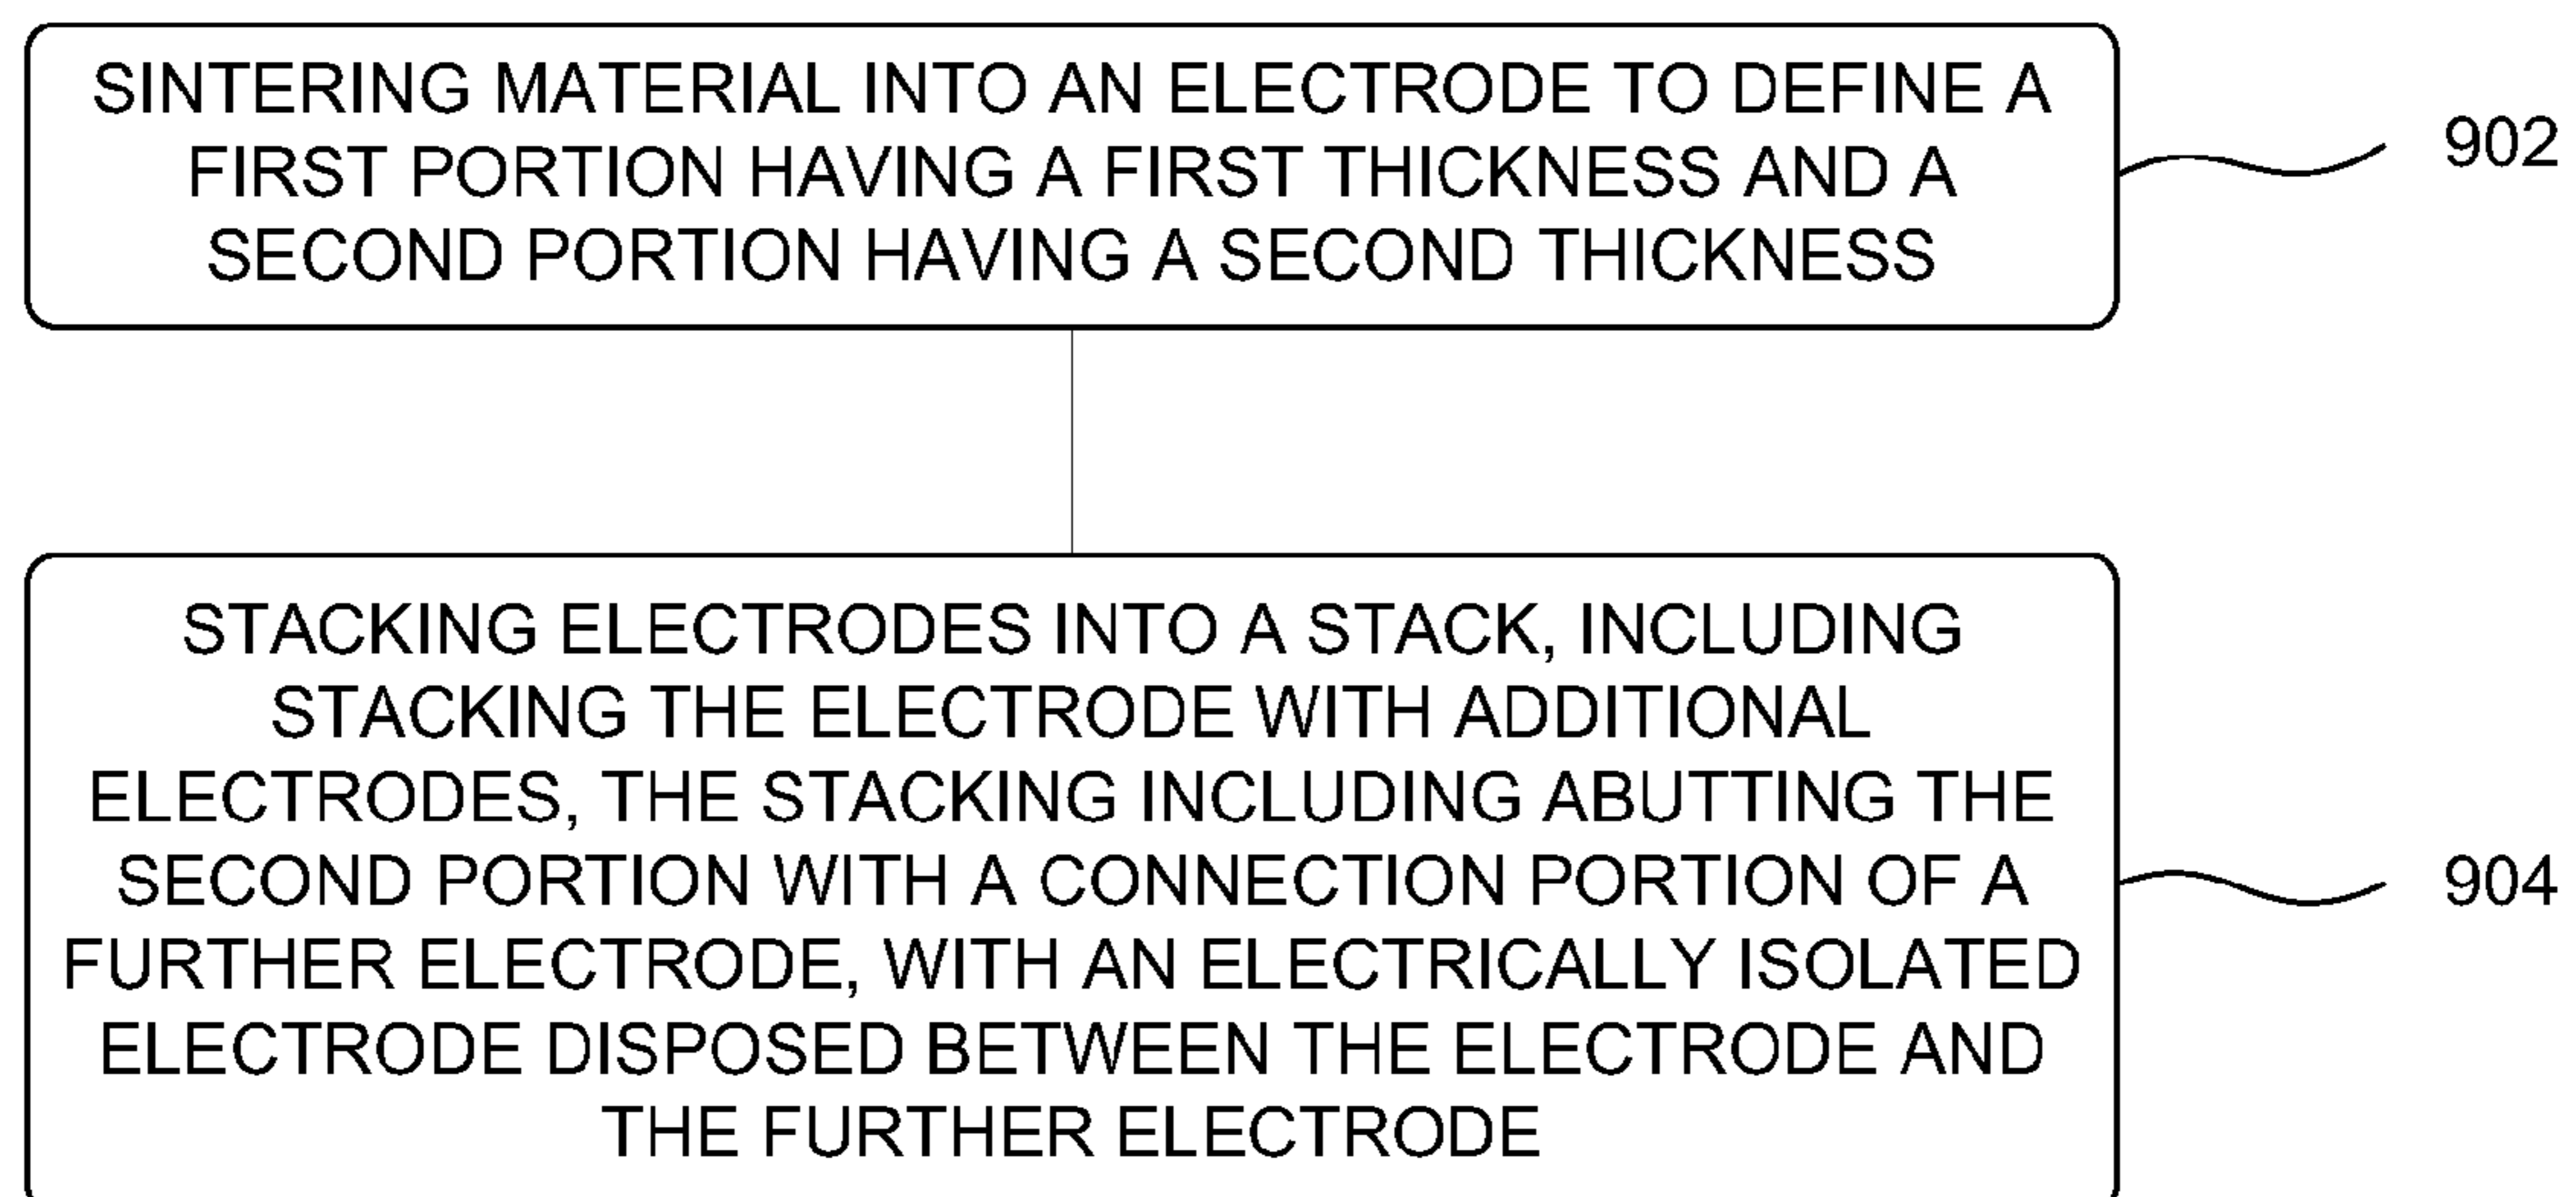 SINTERING MATERIAL INTO AN ELECTRODE TO DEFINE A
FIRST PORTION HAVING A FIRST THICKNESS AND A
SECOND PORTION HAVING A SECOND THICKNESS
902
STACKING ELECTRODES INTO A STACK, INCLUDING
STACKING THE ELECTRODE WITH ADDITIONAL
ELECTRODES, THE STACKING INCLUDING ABUTTING THE
SECOND PORTION WITH A CONNECTION PORTION OF A
FURTHER ELECTRODE, WITH AN ELECTRICALLY ISOLATED
ELECTRODE DISPOSED BETWEEN THE ELECTRODE AND
THE FURTHER ELECTRODE
904